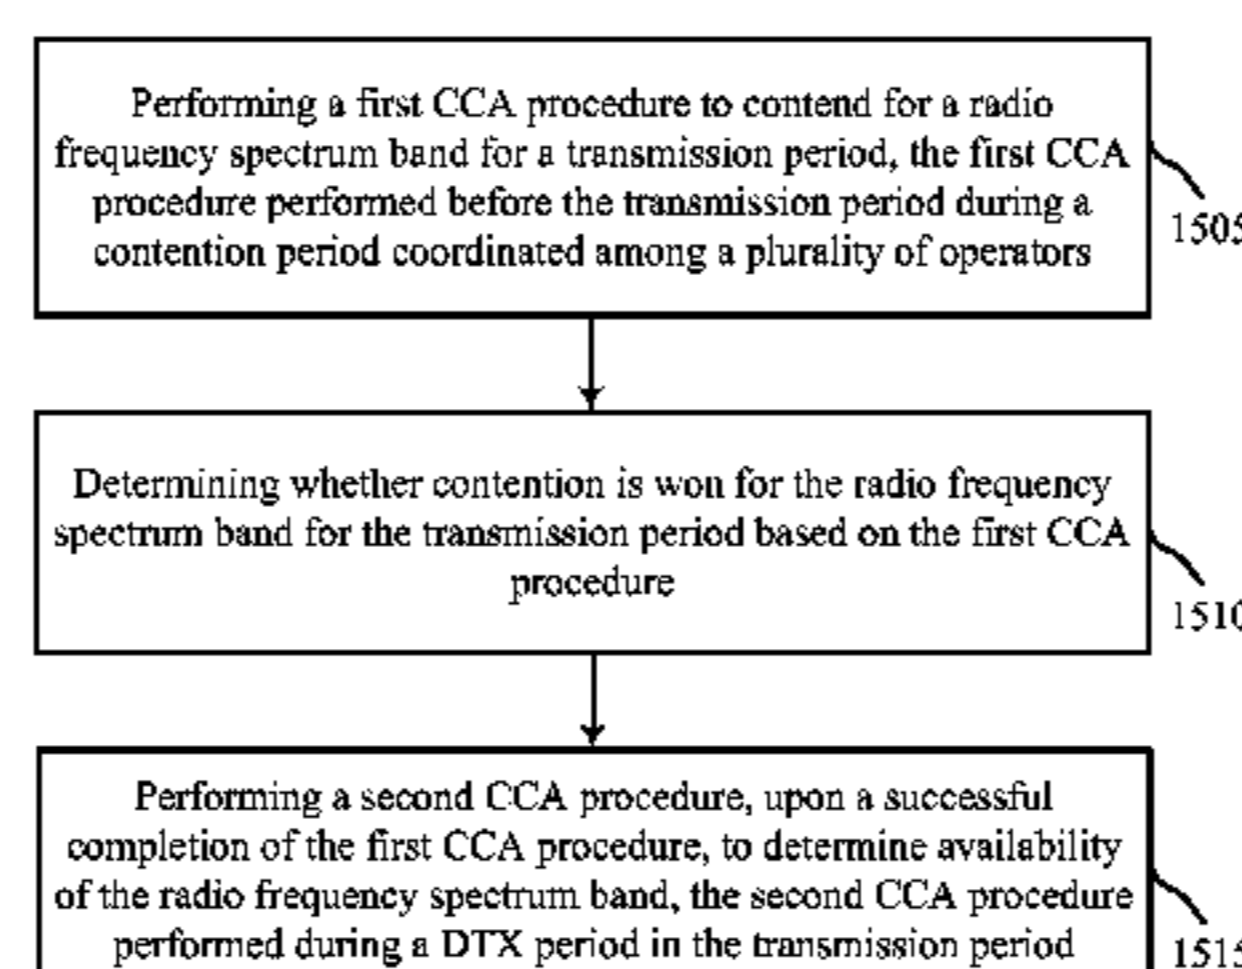 Performing a first CCA procedure to contend for a radio
frequency spectrum band for a transmission period, the first CCA
procedure performed before the transmission period during a
contention period coordinated among a plurality of operators
1505
Determining whether contention is won for the radio frequency
spectrum band for the transmission period based on the first CCA
procedure
1510
Performing a second CCA procedure, upon a successful
completion of the first CCA procedure, to determine availability
of the radio frequency spectrum band, the second CCA procedure
performed during a DTX period in the transmission period
1515